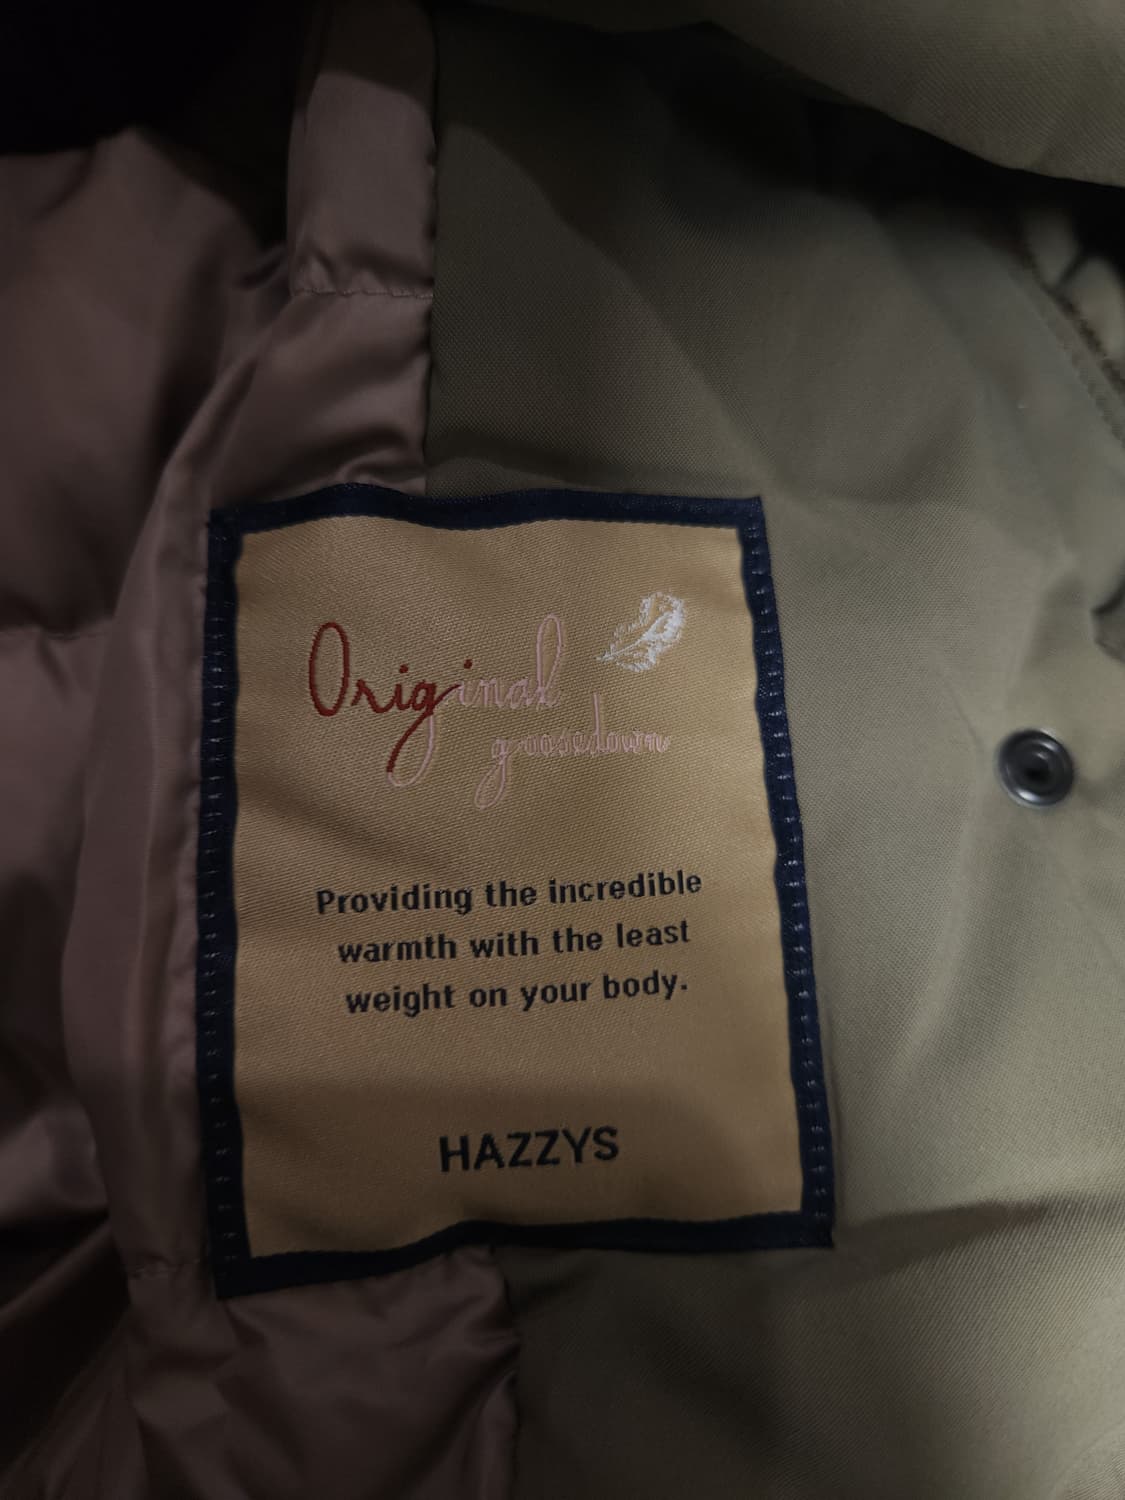 Original
goosedown
Providing the incredible
warmth with the least
weight on your body.
HAZZYS